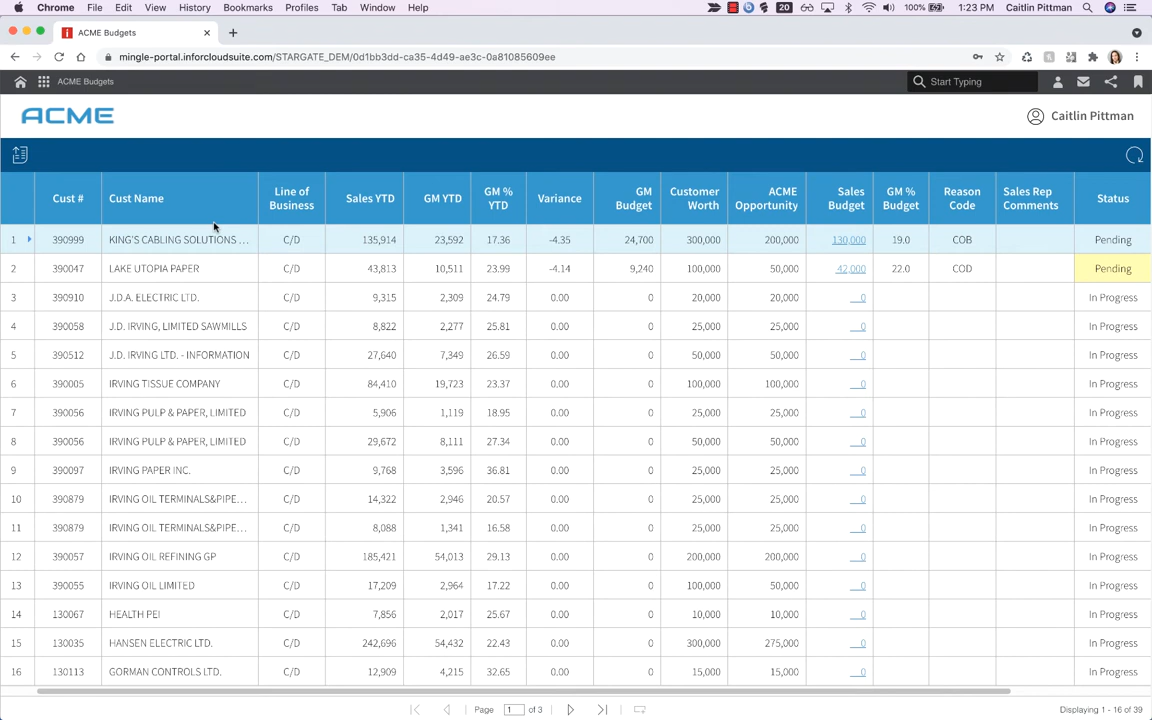 Chrome File Edit View History Bookmarks Profiles Tab Window Help 20 100% 1:23 PM Caitlin Pittman
ACME Budgets
mingle-portal.inforcloudsuite.com/STARGATE_DEM/0d1bb3dd-ca35-4d49-ae3c-0a81085609ee
ACME Budgets Start Typing
ACME Caitlin Pittman
Cust # Cust Name Line of Business Sales YTD GM YTD GM % YTD Variance GM Budget Customer Worth ACME Opportunity Sales Budget GM % Budget Reason Code Sales Rep Comments Status
1 390999 KING'S CABLING SOLUTIONS ... C/D 135,914 23,592 17.36 -4.35 24,700 300,000 200,000 130,000 19.0 COB Pending
2 390047 LAKE UTOPIA PAPER C/D 43,813 10,511 23.99 -4.14 9,240 100,000 50,000 42,000 22.0 COD Pending
3 390910 J.D.A. ELECTRIC LTD. C/D 9,315 2,309 24.79 0.00 0 20,000 20,000 0 In Progress
4 390058 J.D. IRVING, LIMITED SAWMILLS C/D 8,822 2,277 25.81 0.00 0 25,000 25,000 0 In Progress
5 390512 J.D. IRVING LTD. - INFORMATION C/D 27,640 7,349 26.59 0.00 0 50,000 50,000 0 In Progress
6 390005 IRVING TISSUE COMPANY C/D 84,410 19,723 23.37 0.00 0 100,000 100,000 0 In Progress
7 390056 IRVING PULP & PAPER, LIMITED C/D 5,906 1,119 18.95 0.00 0 25,000 25,000 0 In Progress
8 390056 IRVING PULP & PAPER, LIMITED C/D 29,672 8,111 27.34 0.00 0 50,000 50,000 0 In Progress
9 390097 IRVING PAPER INC. C/D 9,768 3,596 36.81 0.00 0 25,000 25,000 0 In Progress
10 390879 IRVING OIL TERMINALS&PIPE... C/D 14,322 2,946 20.57 0.00 0 25,000 25,000 0 In Progress
11 390879 IRVING OIL TERMINALS&PIPE... C/D 8,088 1,341 16.58 0.00 0 25,000 25,000 0 In Progress
12 390057 IRVING OIL REFINING GP C/D 185,421 54,013 29.13 0.00 0 200,000 200,000 0 In Progress
13 390055 IRVING OIL LIMITED C/D 17,209 2,964 17.22 0.00 0 100,000 50,000 0 In Progress
14 130067 HEALTH PEI C/D 7,856 2,017 25.67 0.00 0 10,000 10,000 0 In Progress
15 130035 HANSEN ELECTRIC LTD. C/D 242,696 54,432 22.43 0.00 0 300,000 275,000 0 In Progress
16 130113 GORMAN CONTROLS LTD. C/D 12,909 4,215 32.65 0.00 0 15,000 15,000 0 In Progress
Page 1 of 3 Displaying 1 - 16 of 39